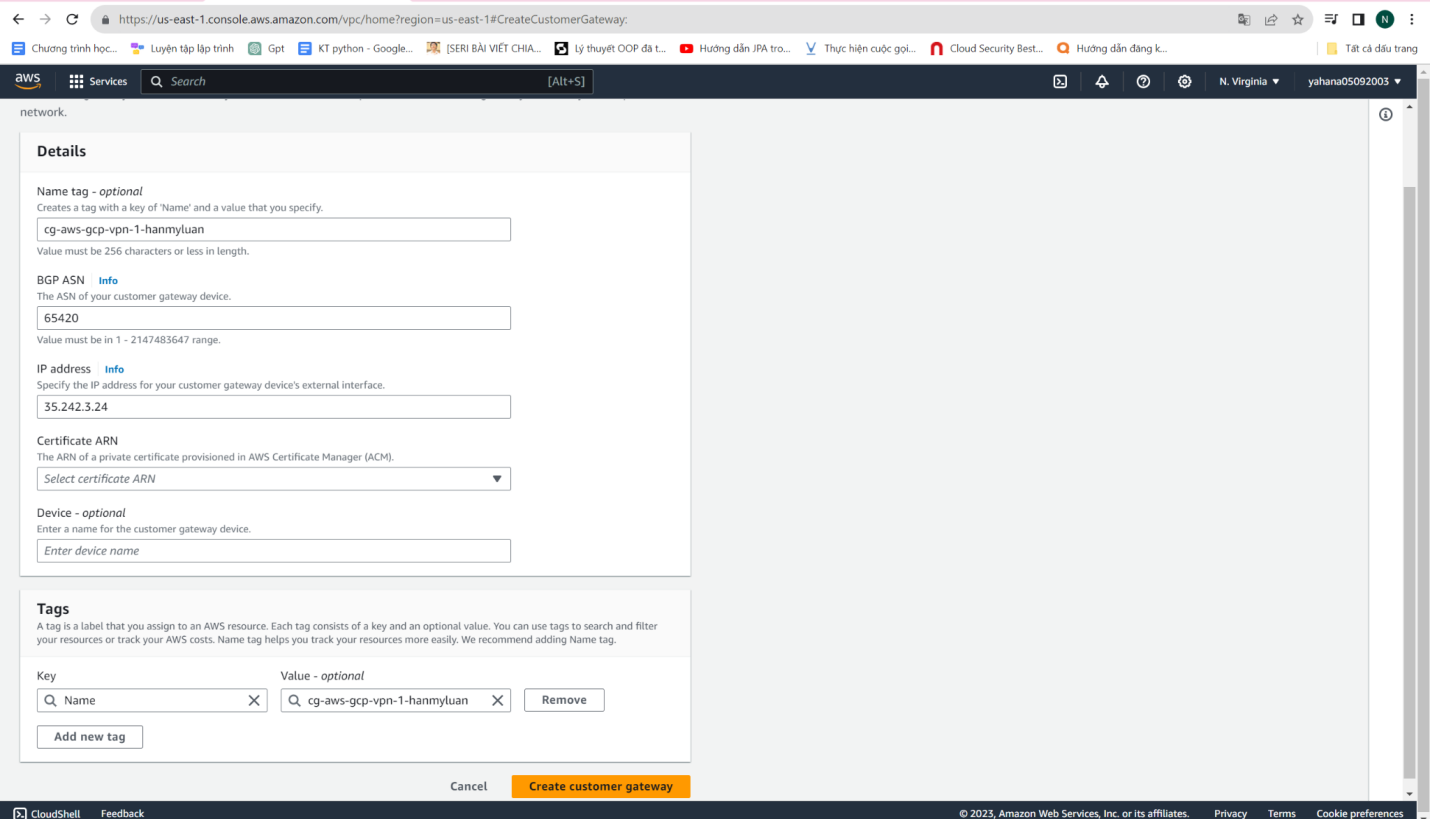 https://us-east-1.console.aws.amazon.com/vpc/home?region=us-east-1#CreateCustomerGateway:
N
Chương trình học... Luyện tập lập trình Gpt KT python - Google... [SERI BÀI VIẾT CHIA... Lý thuyết OOP đã t... Hướng dẫn JPA tro... Thực hiện cuộc gọi... Cloud Security Best... Hướng dẫn đăng k... Tất cả dấu trang
aws Services Search [Alt+S] N. Virginia yahana05092003
network.
Details
Name tag - optional
Creates a tag with a key of 'Name' and a value that you specify.
cg-aws-gcp-vpn-1-hanmyluan
Value must be 256 characters or less in length.
BGP ASN Info
The ASN of your customer gateway device.
65420
Value must be in 1 - 2147483647 range.
IP address Info
Specify the IP address for your customer gateway device's external interface.
35.242.3.24
Certificate ARN
The ARN of a private certificate provisioned in AWS Certificate Manager (ACM).
Select certificate ARN
Device - optional
Enter a name for the customer gateway device.
Enter device name
Tags
A tag is a label that you assign to an AWS resource. Each tag consists of a key and an optional value. You can use tags to search and filter
your resources or track your AWS costs. Name tag helps you track your resources more easily. We recommend adding Name tag.
Key Value - optional
Name cg-aws-gcp-vpn-1-hanmyluan Remove
Add new tag
Cancel Create customer gateway
CloudShell Feedback © 2023, Amazon Web Services, Inc. or its affiliates. Privacy Terms Cookie preferences